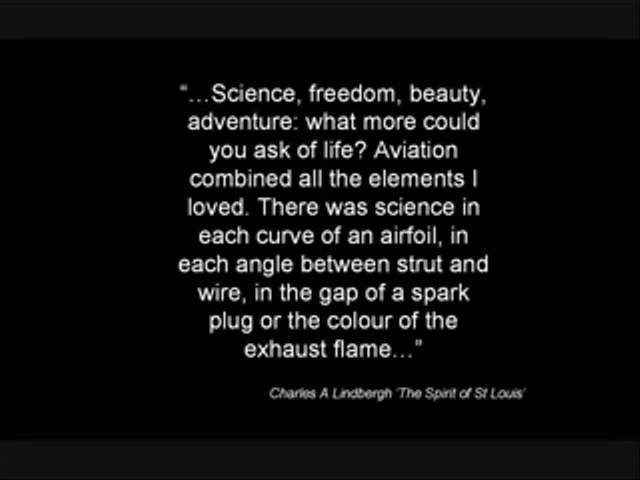 “…Science, freedom, beauty,
adventure: what more could
you ask of life? Aviation
combined all the elements I
loved. There was science in
each curve of an airfoil, in
each angle between strut and
wire, in the gap of a spark
plug or the colour of the
exhaust flame…”
Charles A Lindbergh 'The Spirit of St Louis'